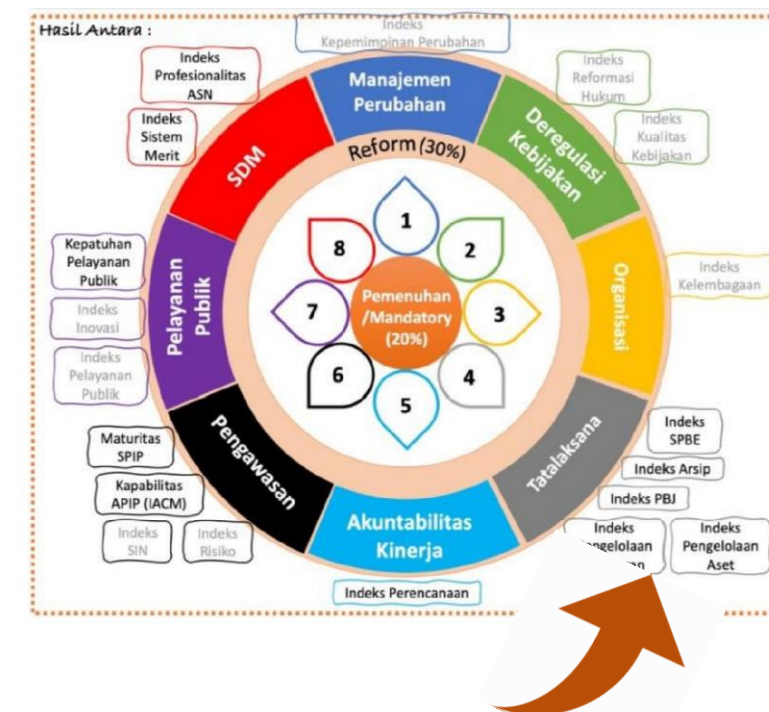 Hasil Antara :
Indeks
Kepemimpinan Perubahan
Indeks
Profesionalitas
ASN
Indeks
Sistem
Merit
Indeks
Reformasi
Hukum
Indeks
Kualitas
Kebijakan
Manajemen
Perubahan
Deregulasi
Kebijakan
SDM
Reform (30%)
Kepatuhan
Pelayanan
Publik
Indeks
Inovasi
Indeks
Pelayanan
Publik
Pelayanan
Publik
Organisasi
Indeks
Kelembagaan
1
2
3
4
5
6
7
8
Pemenuhan
/Mandatory
(20%)
Maturitas
SPIP
Kapabilitas
APIP (IACM)
Indeks
SIN
Indeks
Risiko
Pengawasan
Tatalaksana
Indeks
SPBE
Indeks Arsip
Indeks PBJ
Indeks
Indeks
Pengelolaan
Aset
Akuntabilitas
Kinerja
Indeks Perencanaan